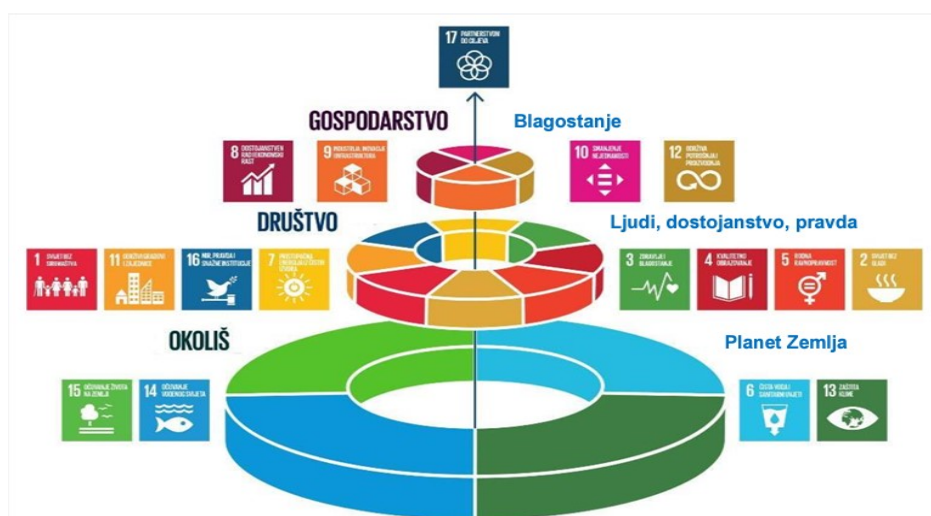 17 PARTNERSTVOM
DO CILJEVA
GOSPODARSTVO
Blagostanje
8 DOSTOJANSTVEN
RAD I EKONOMSKI
RAST
9 INDUSTRIJA, INOVACIJE
I INFRASTRUKTURA
10 SMANJENJE
NEJEDNAKOSTI
12 ODRŽIVA
POTROŠNJA I
PROIZVODNJA
DRUŠTVO
Ljudi, dostojanstvo, pravda
1 SVIJET BEZ
SIROMAŠTVA
11 ODRŽIVI GRADOVI
I ZAJEDNICE
16 MIR, PRAVDA I
SNAŽNE INSTITUCIJE
7 PRISTUPAČNA
ENERGIJA IZ ČISTIH
IZVORA
3 ZDRAVLJE I
BLAGOSTANJE
4 KVALITETNO
OBRAZOVANJE
5 RODNA
RAVNOPRAVNOST
2 SVIJET BEZ
GLADI
OKOLIŠ
Planet Zemlja
15 OČUVANJE ŽIVOTA
NA ZEMLJI
14 OČUVANJE
VODENOG SVIJETA
6 ČISTA VODA I
SANITARNI UVJETI
13 ZAŠTITA
KLIME